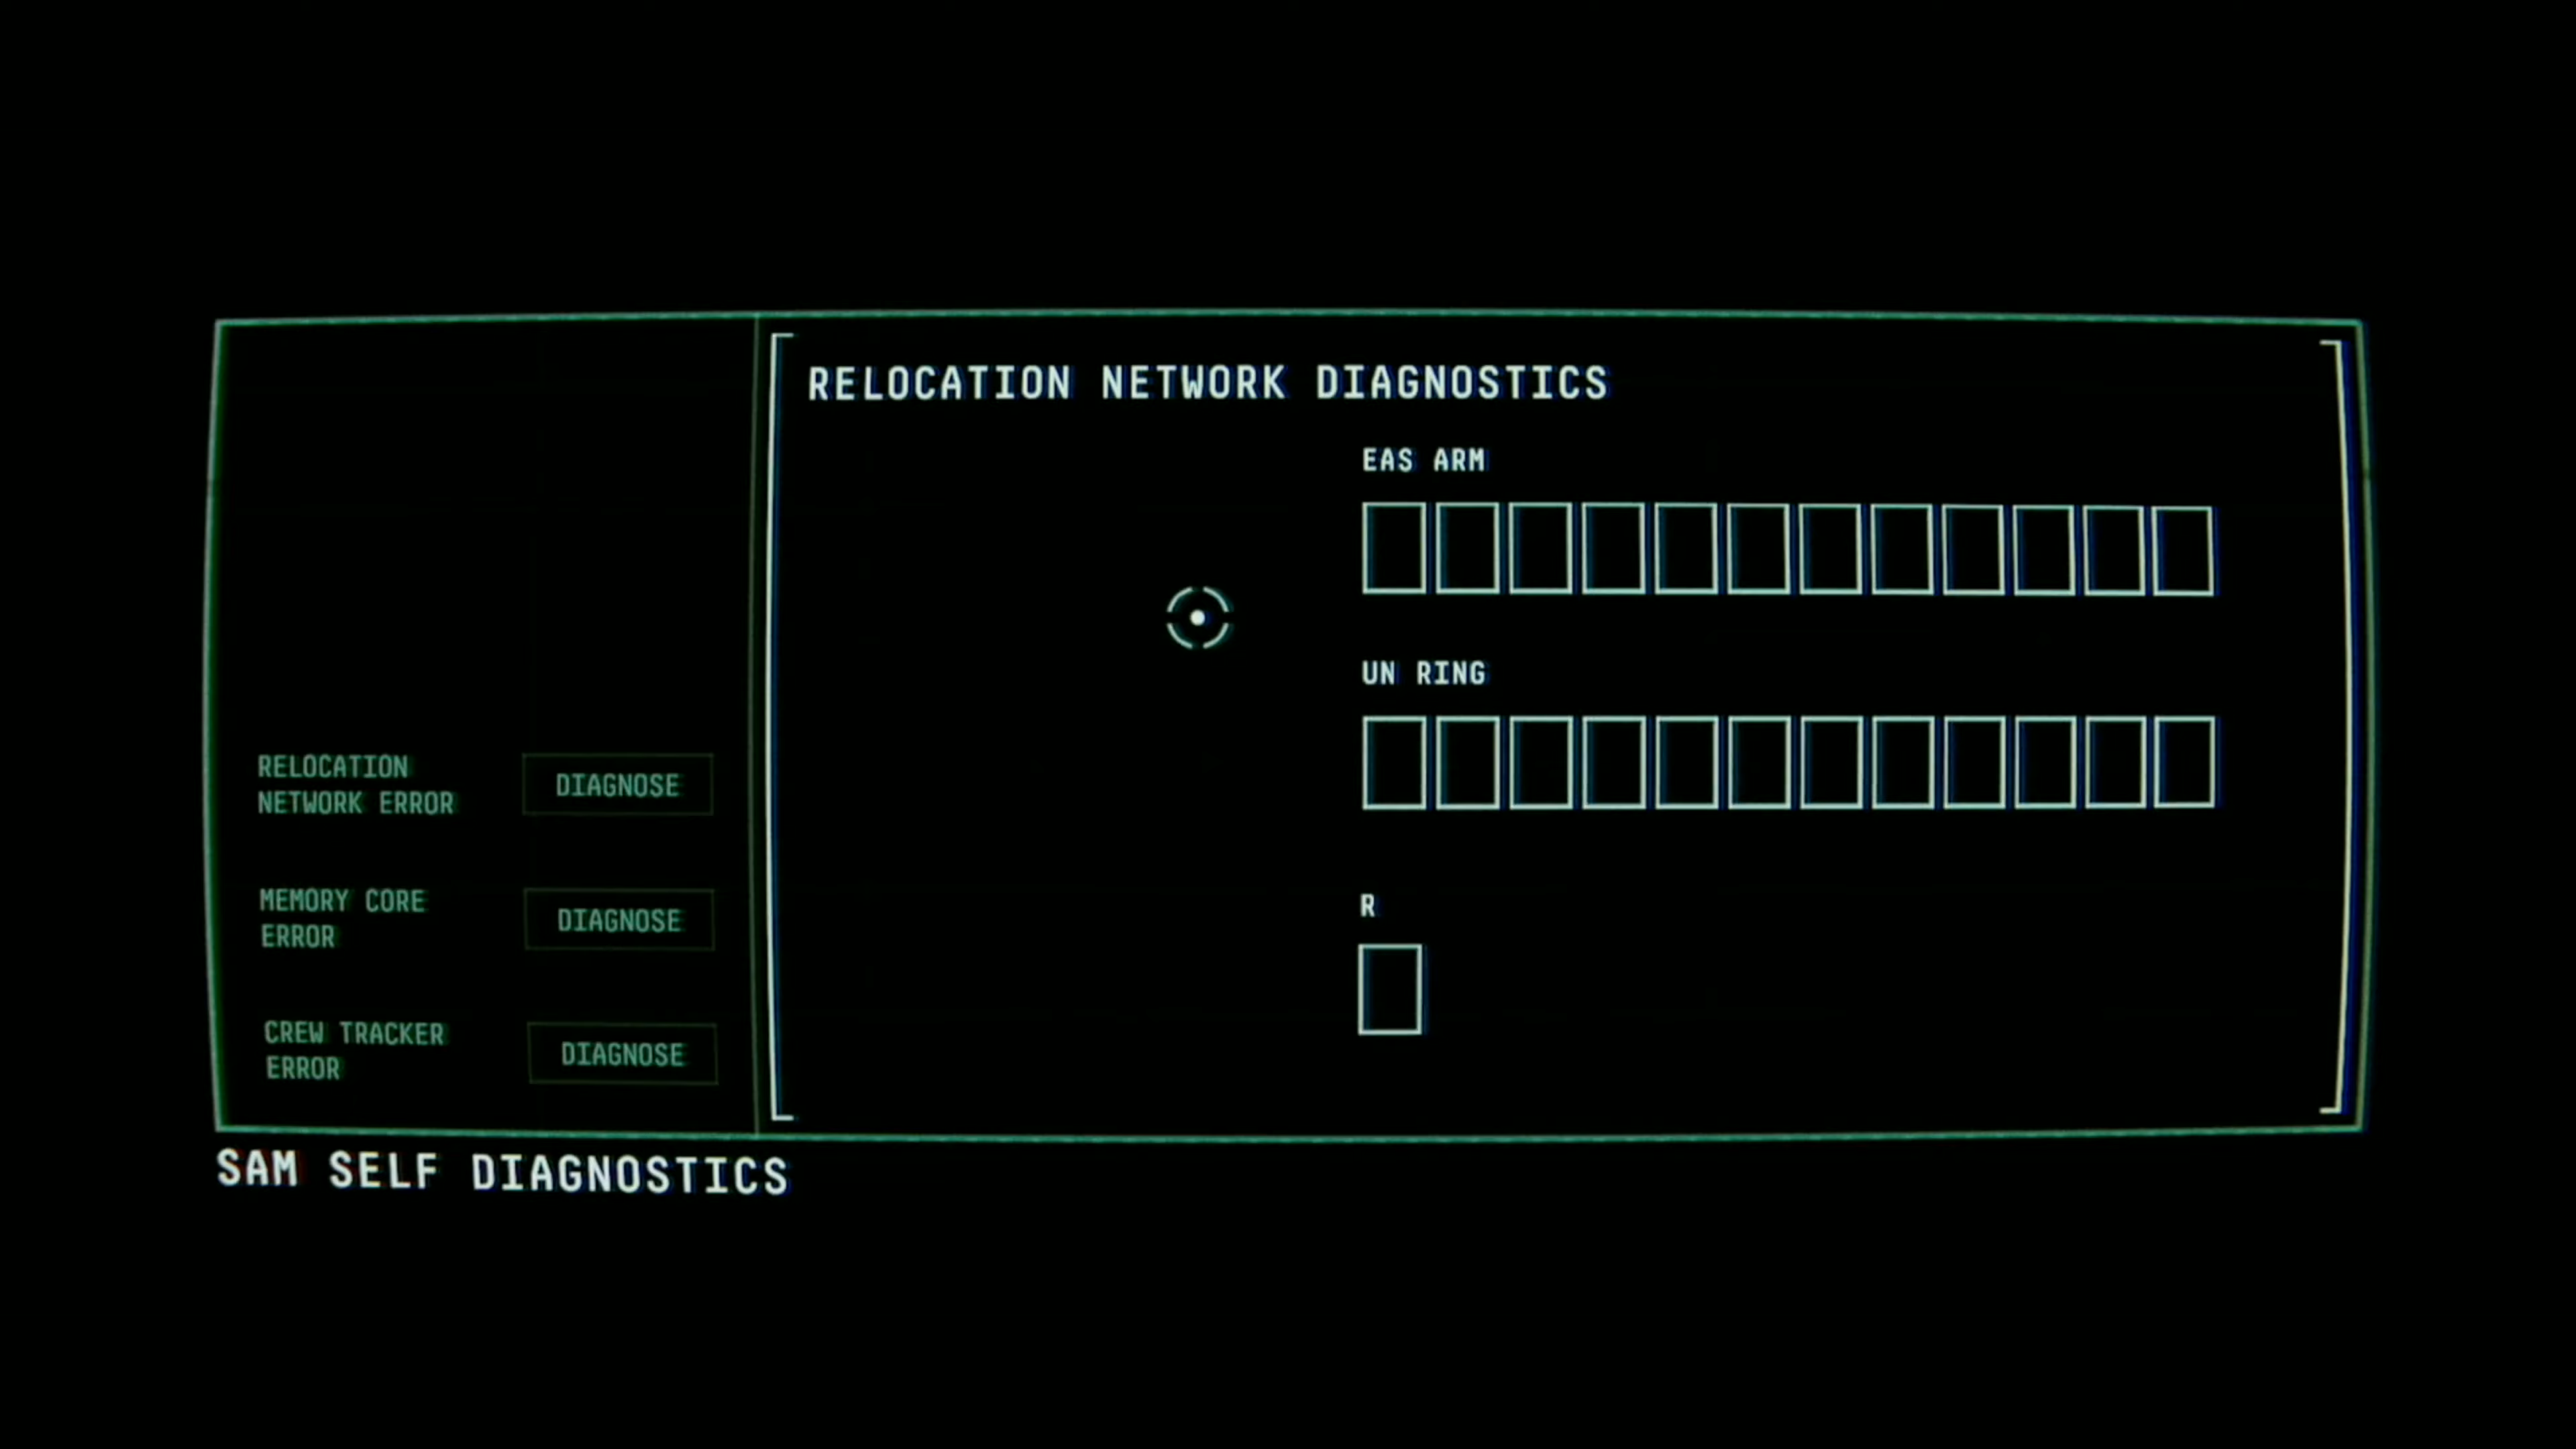 RELOCATION NETWORK DIAGNOSTICS
EAS ARM
UN RING
R
RELOCATION
NETWORK ERROR
DIAGNOSE
MEMORY CORE
ERROR
DIAGNOSE
CREW TRACKER
ERROR
DIAGNOSE
SAM SELF DIAGNOSTICS